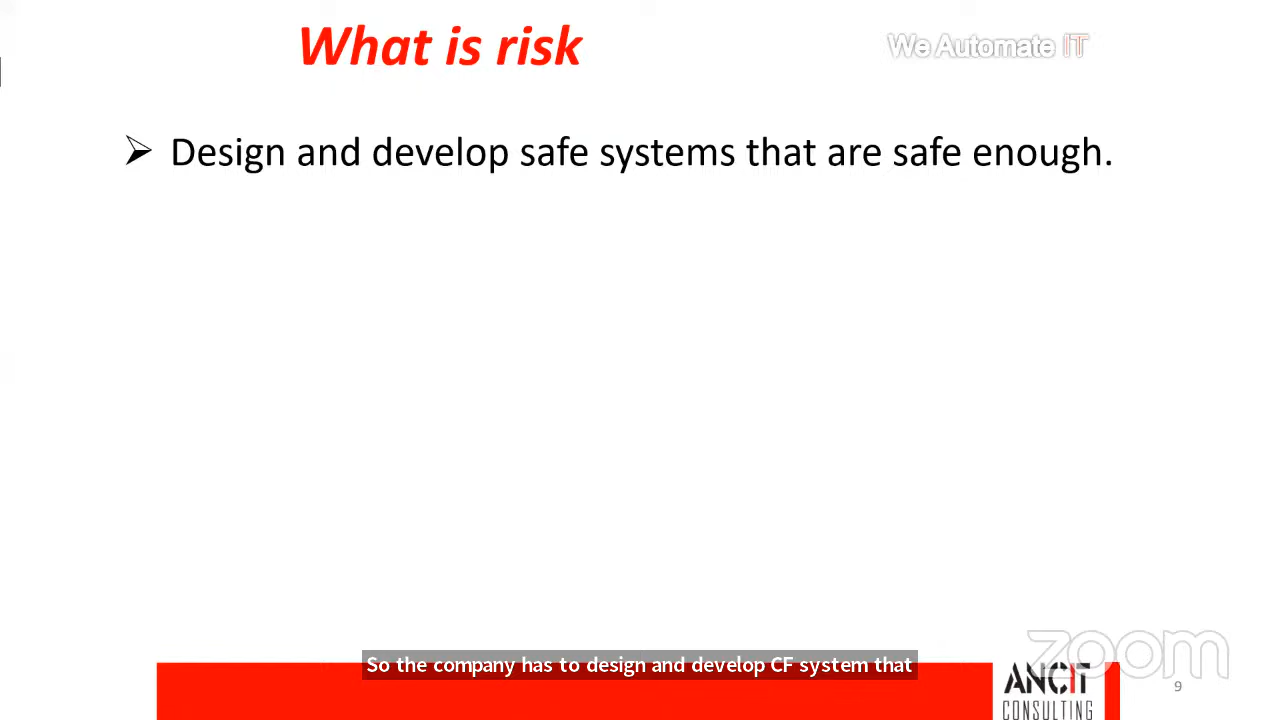 What is risk
We Automate IT
➢ Design and develop safe systems that are safe enough.
So the company has to design and develop CF system that
zoom
ANCIT
CONSULTING
9